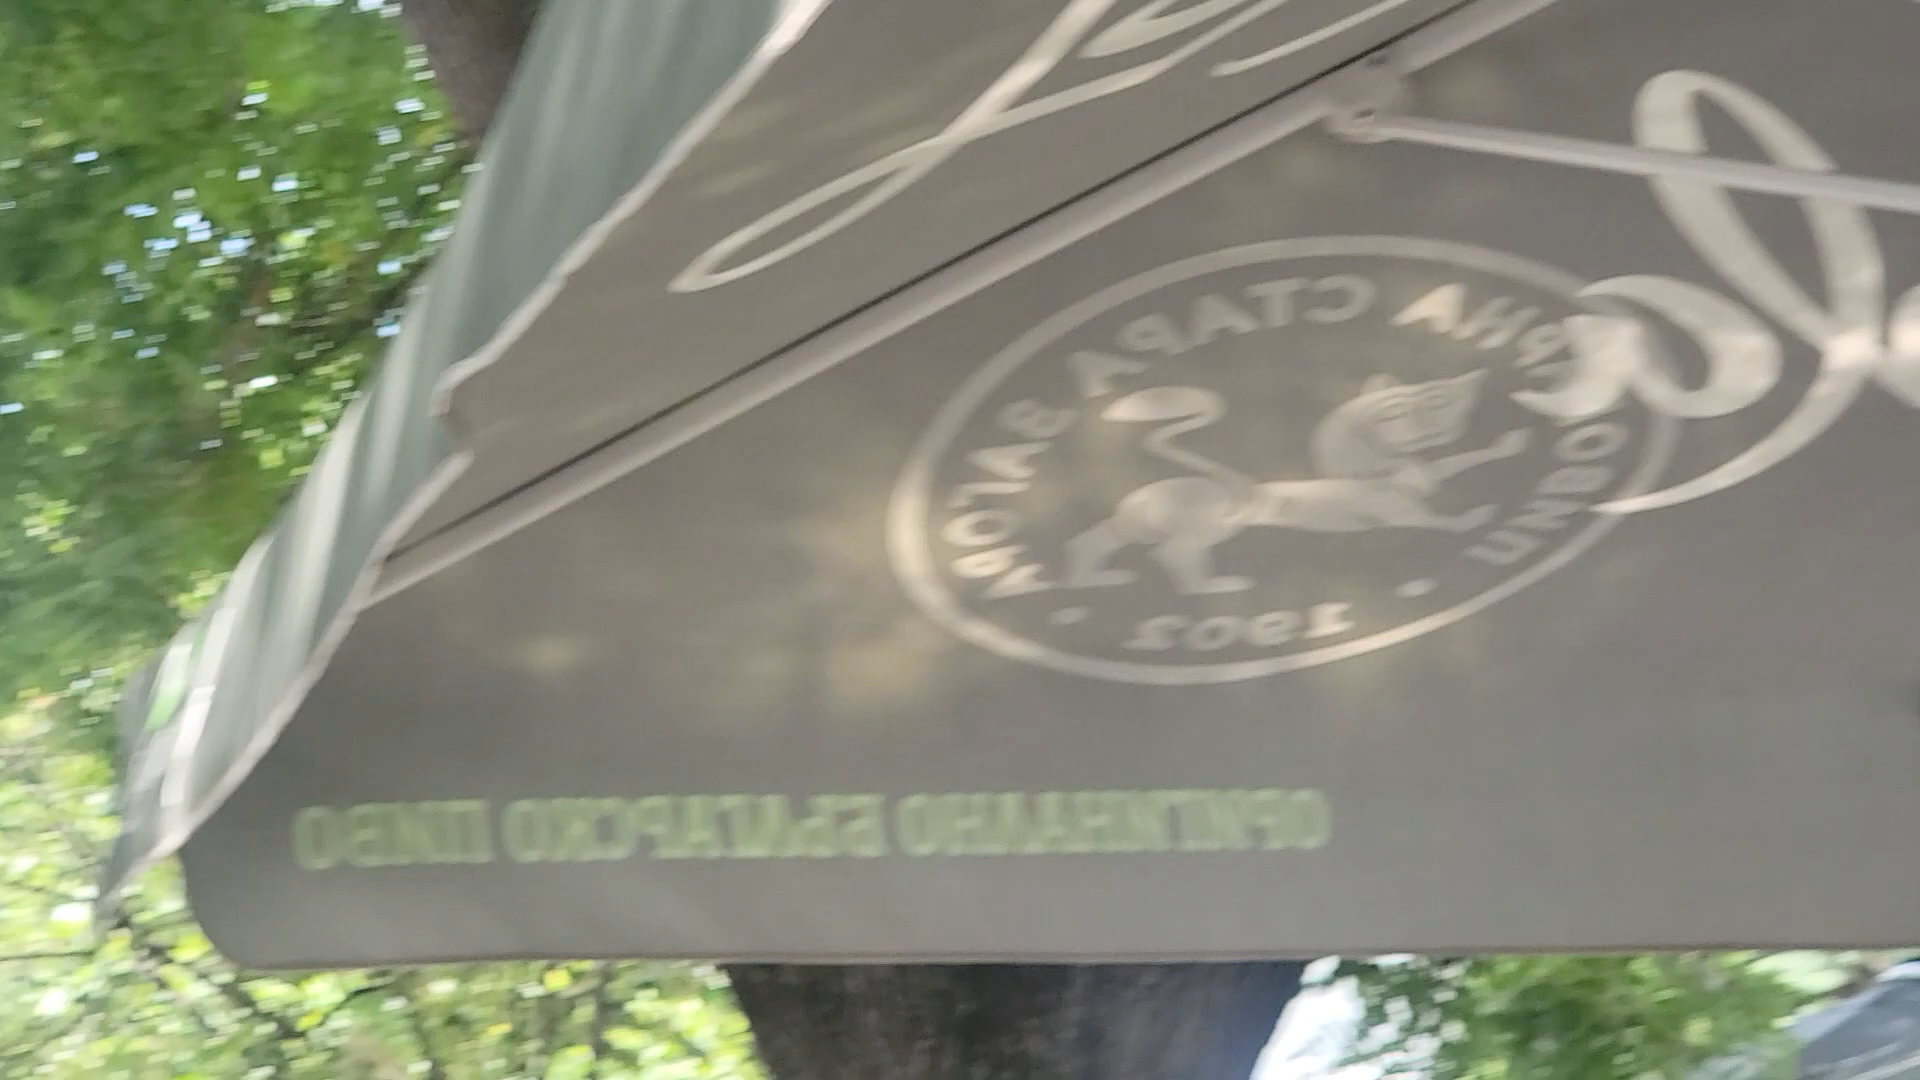 ПИВОВАРНА СТАРА ЗАГОРА
· 1902 ·
ОРИГИНАЛНО БЪЛГАРСКО ПИВО